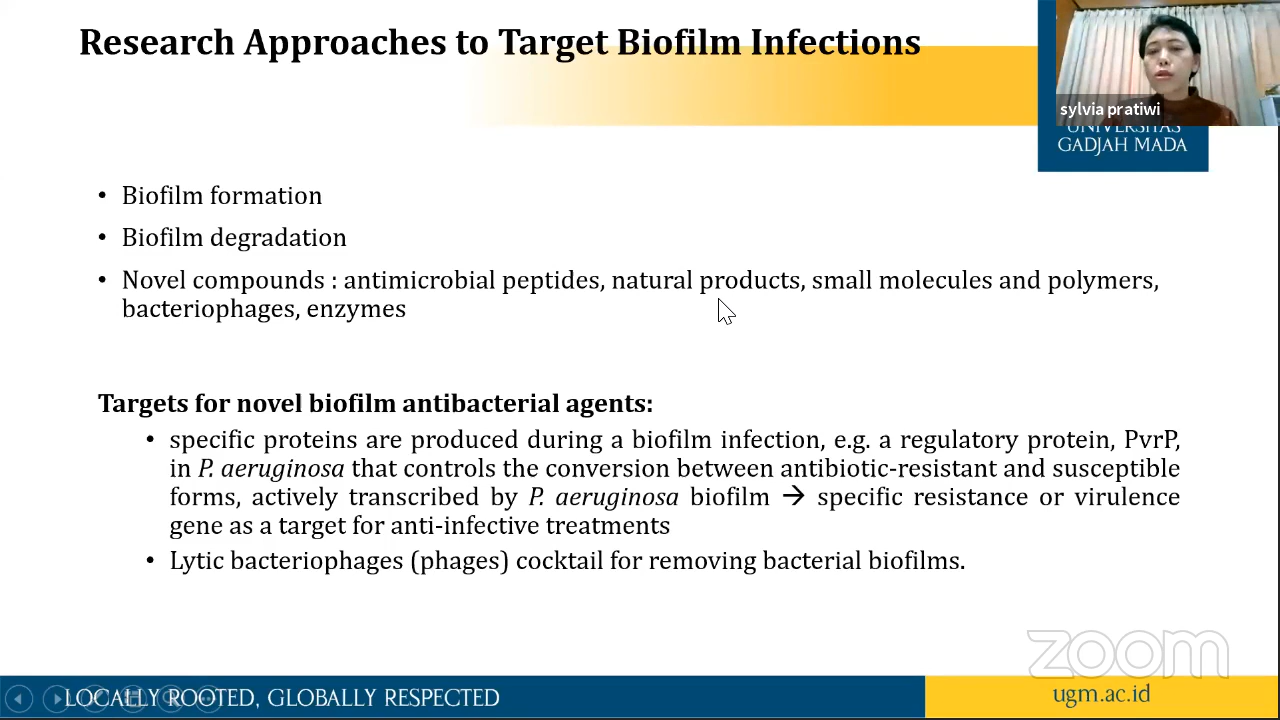 Research Approaches to Target Biofilm Infections
sylvia pratiwi
UNIVERSITAS
GADJAH MADA
• Biofilm formation
• Biofilm degradation
• Novel compounds : antimicrobial peptides, natural products, small molecules and polymers,
bacteriophages, enzymes
Targets for novel biofilm antibacterial agents:
• specific proteins are produced during a biofilm infection, e.g. a regulatory protein, PvrP,
in P. aeruginosa that controls the conversion between antibiotic-resistant and susceptible
forms, actively transcribed by P. aeruginosa biofilm → specific resistance or virulence
gene as a target for anti-infective treatments
• Lytic bacteriophages (phages) cocktail for removing bacterial biofilms.
zoom
LOCALLY ROOTED, GLOBALLY RESPECTED
ugm.ac.id